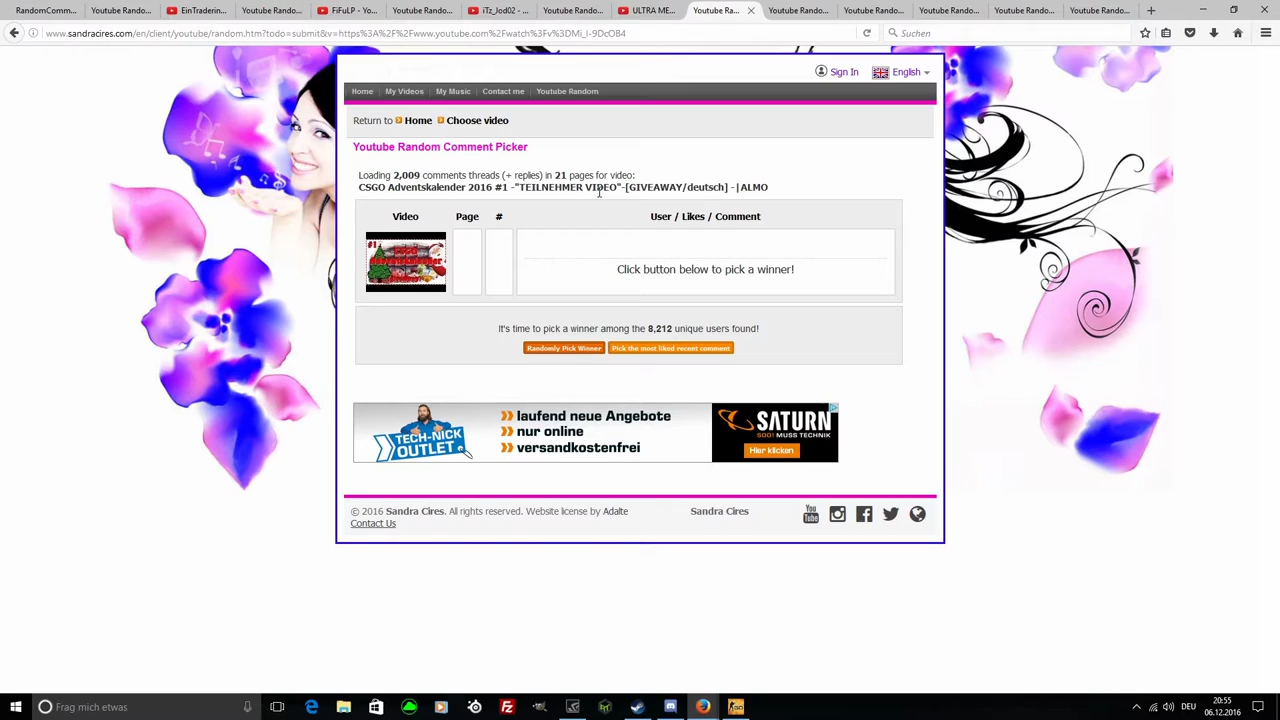 RandomComm...
Youtube Rando...
EinTraderin...
Youtube Rando...
FiFuLP - Yo...
Youtube Rando...
iTz_Jod02 - ...
Youtube Rando...
ULTRA ME...
Youtube Ra...
Youtube Rando...
Youtube Rando...
Youtube Rando...
Youtube Rando...
www.sandracires.com/en/client/youtube/random.htm?todo=submit&v=https%3A%2F%2Fwww.youtube.com%2Fwatch%3Fv%3DMi_I-9DcOB4
Suchen
Sign In
English
Home
My Videos
My Music
Contact me
Youtube Random
Return to Home Choose video
Youtube Random Comment Picker
Loading 2,009 comments threads (+ replies) in 21 pages for video:
CSGO Adventskalender 2016 #1 -"TEILNEHMER VIDEO"-[GIVEAWAY/deutsch] -|ALMO
Video
Page
#
User / Likes / Comment
#1
CSGO
Adventskalender
Click button below to pick a winner!
It's time to pick a winner among the 8,212 unique users found!
Randomly Pick Winner
Pick the most liked recent comment
TECH-NICK
OUTLET
laufend neue Angebote
nur online
versandkostenfrei
SATURN
SOO! MUSS TECHNIK
Hier klicken
© 2016 Sandra Cires. All rights reserved. Website license by Adalte
Contact Us
Sandra Cires
You
Tube
Frag mich etwas
DEU
20:55
06.12.2016